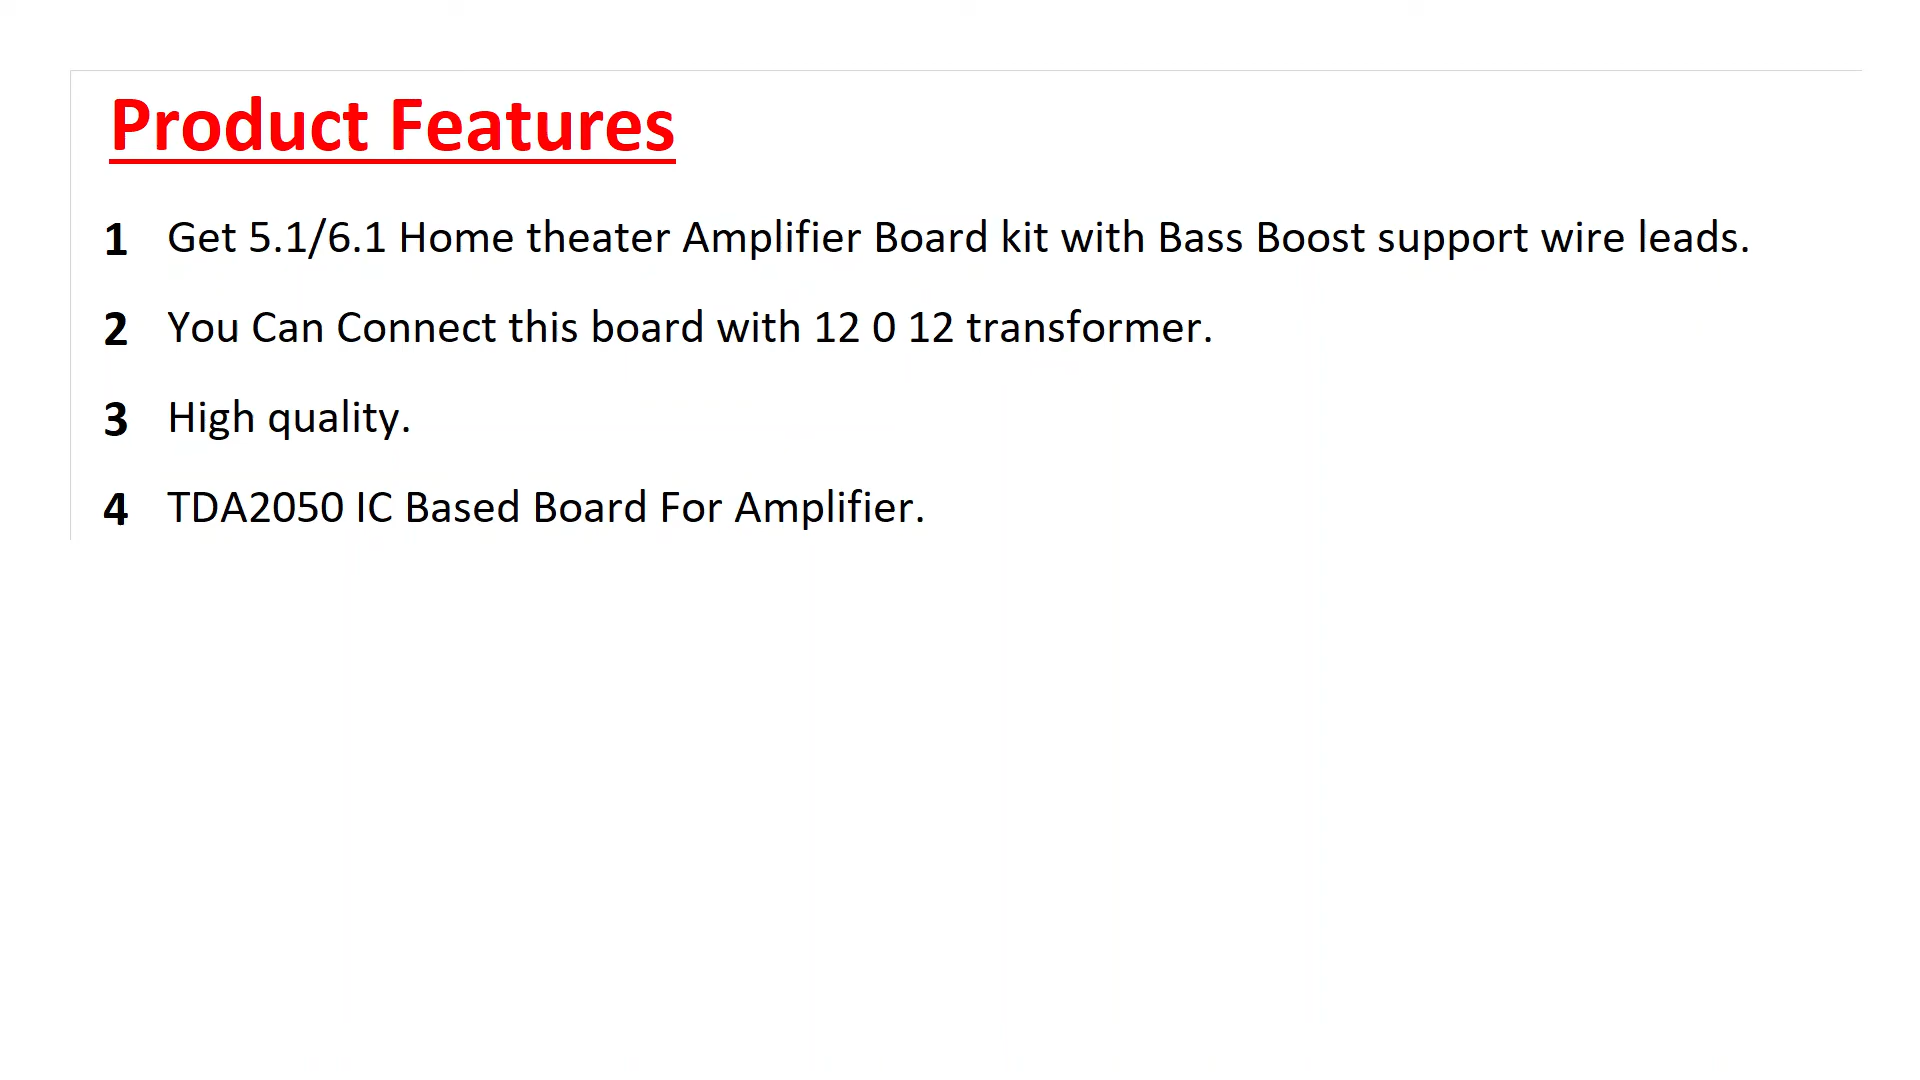 Product Features
1 Get 5.1/6.1 Home theater Amplifier Board kit with Bass Boost support wire leads.
2 You Can Connect this board with 12 0 12 transformer.
3 High quality.
4 TDA2050 IC Based Board For Amplifier.